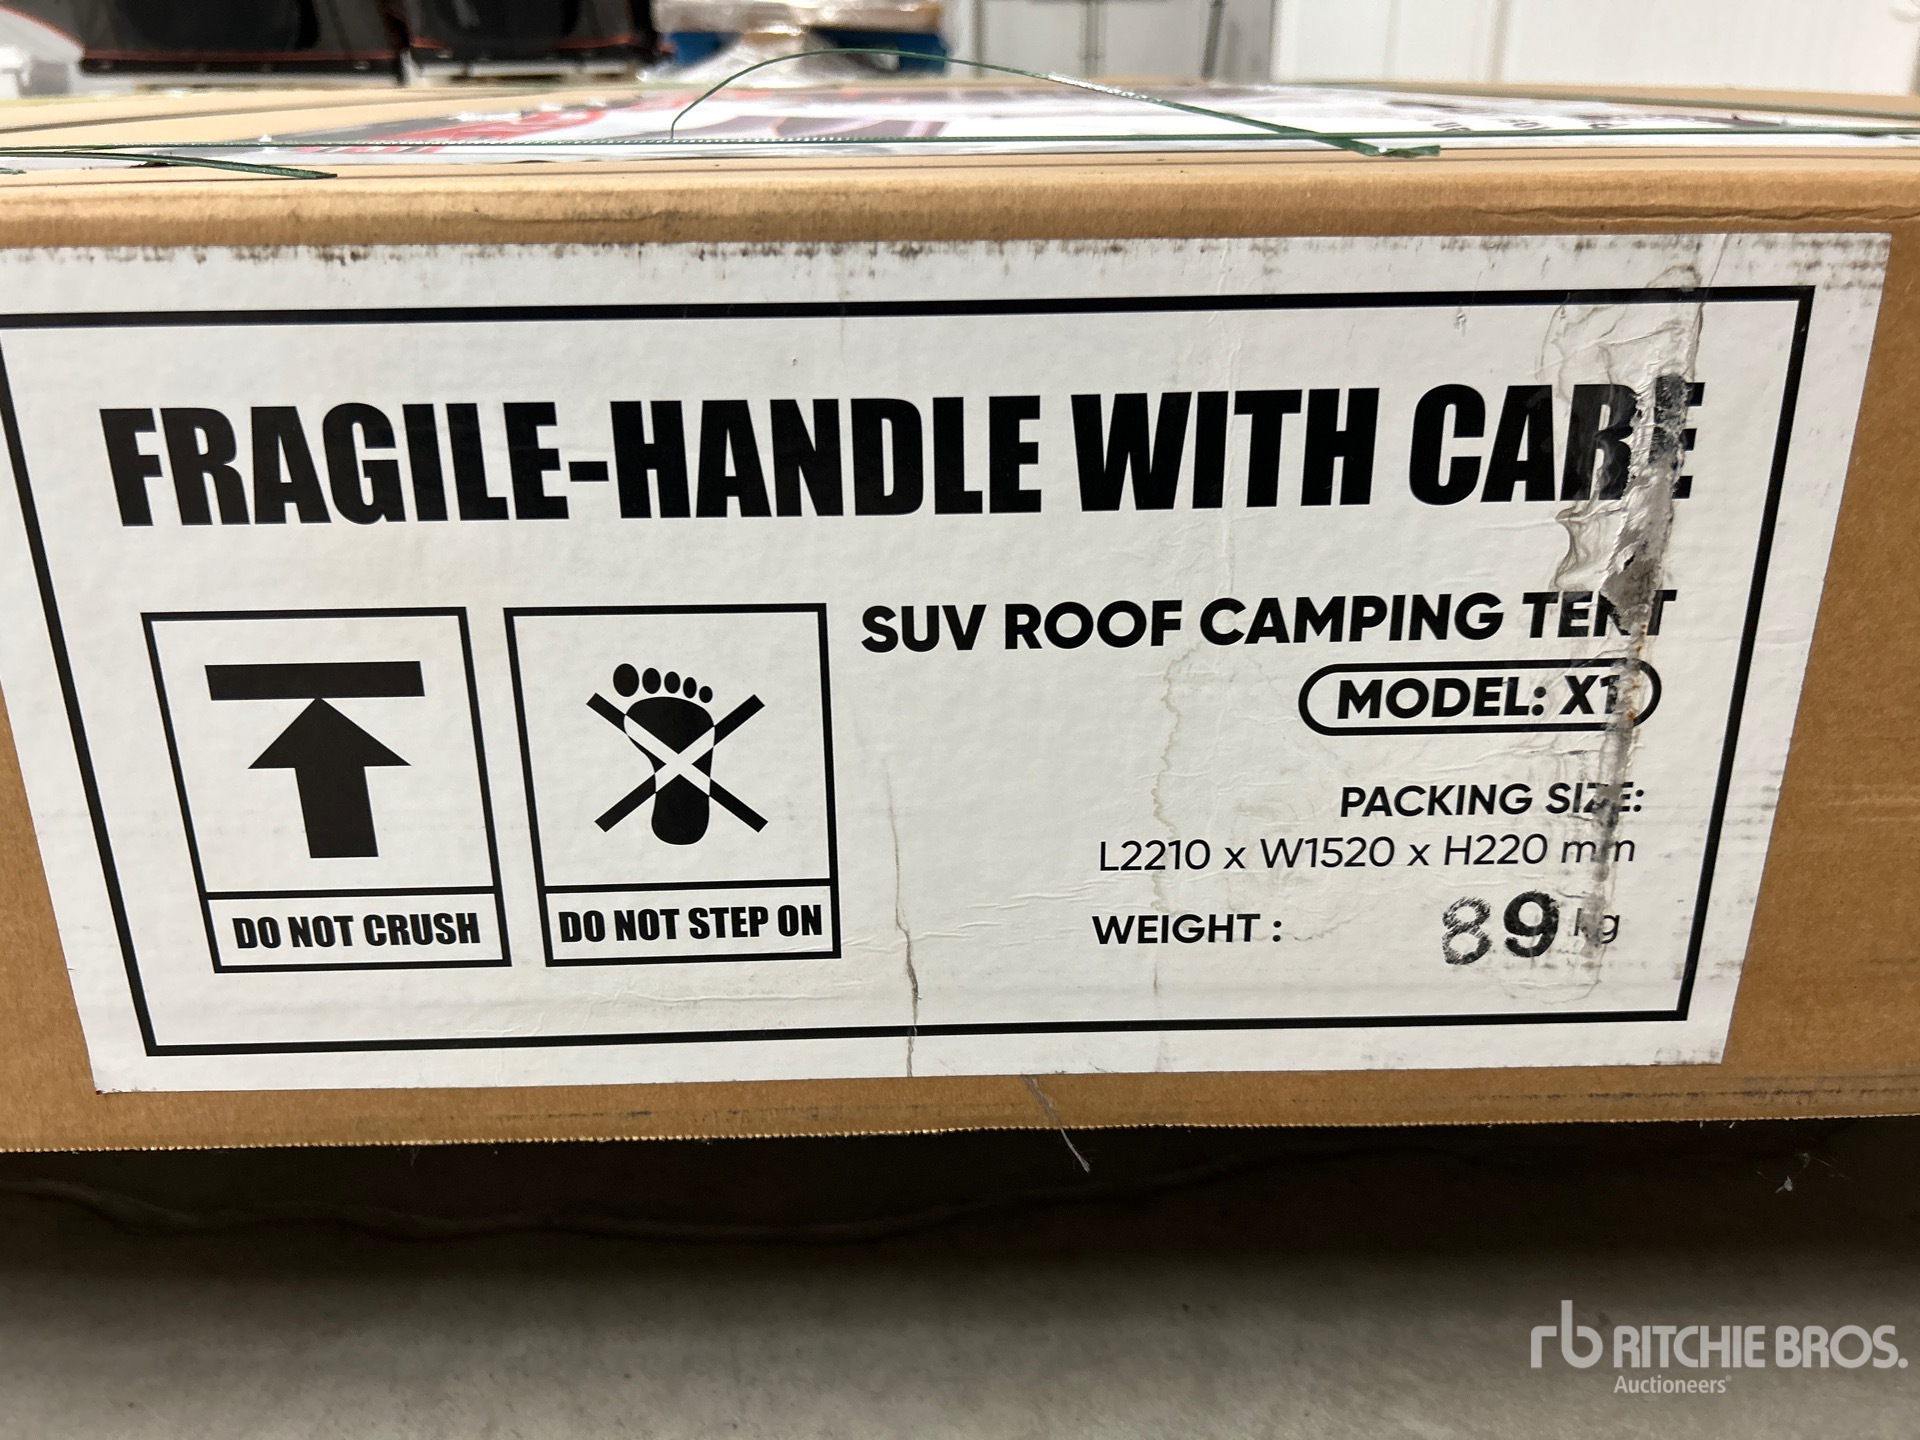 FRAGILE-HANDLE WITH CARE
SUV ROOF CAMPING TENT
MODEL: X1
PACKING SIZE:
L2210 x W1520 x H220 mm
WEIGHT : 89 kg
DO NOT CRUSH
DO NOT STEP ON
rb RITCHIE BROS.
Auctioneers